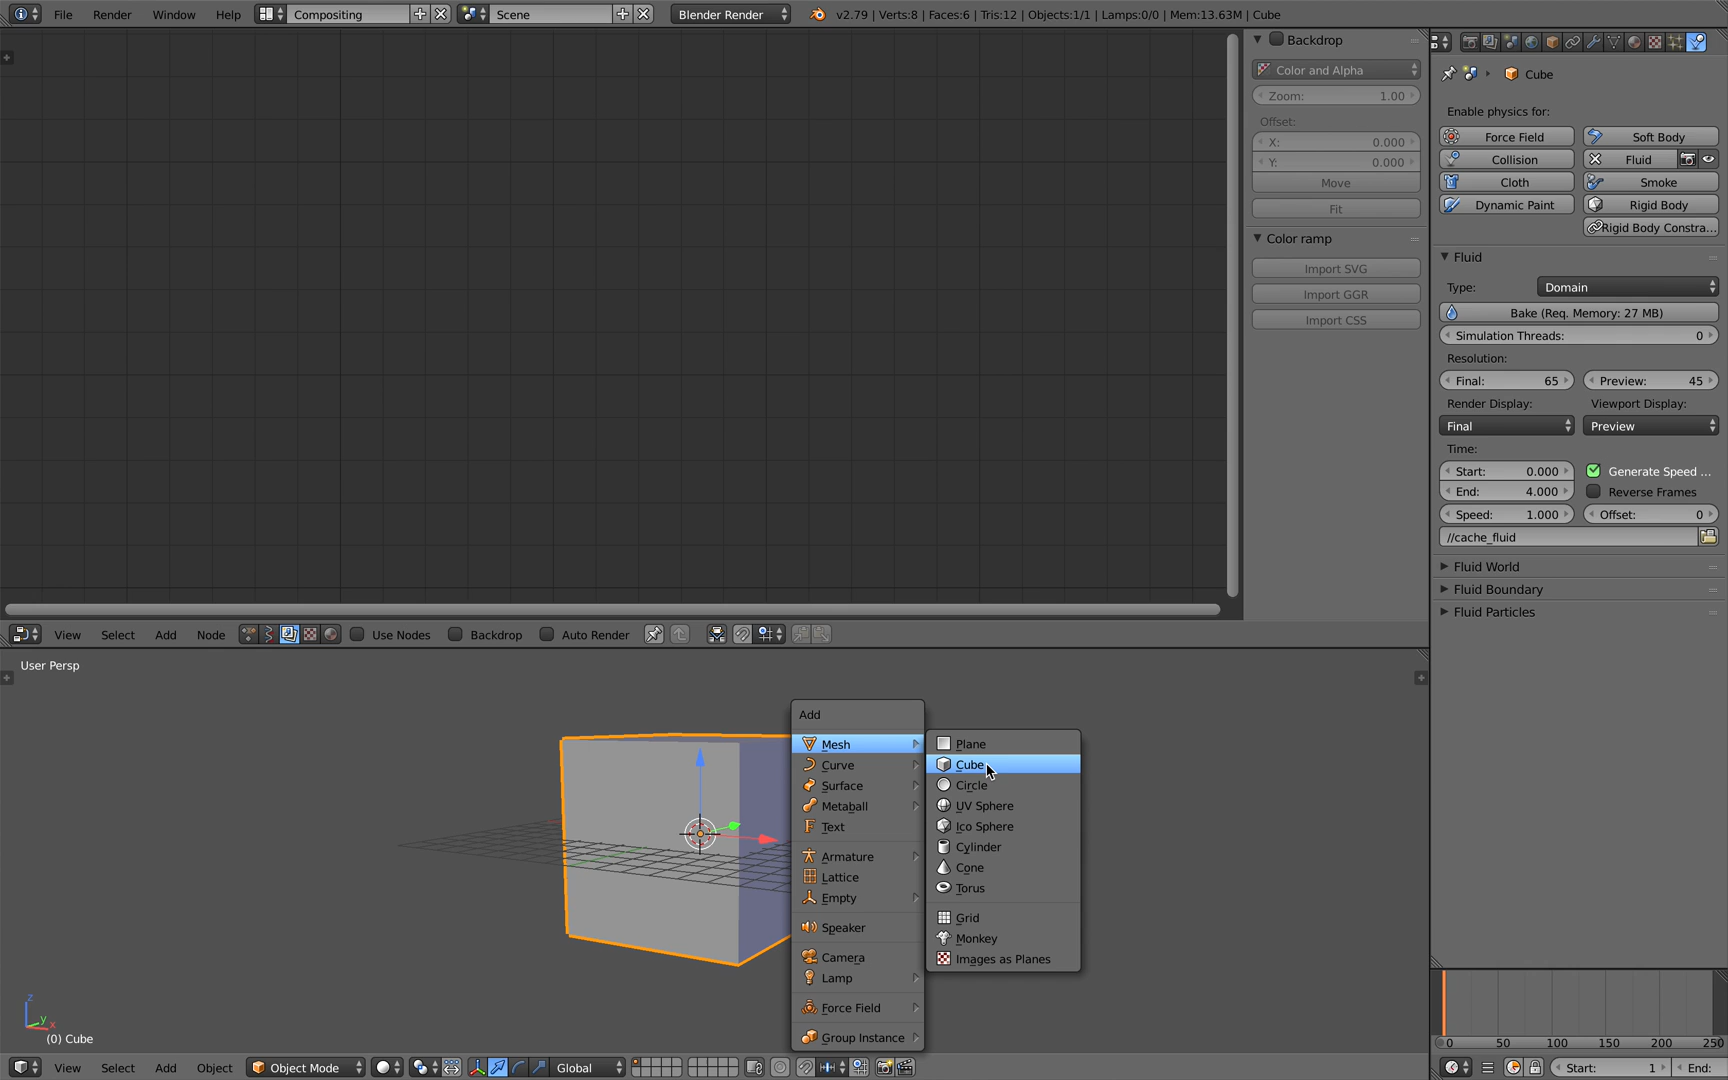 File Render Window Help Compositing Scene Blender Render v2.79 | Verts:8 | Faces:6 | Tris:12 | Objects:1/1 | Lamps:0/0 | Mem:13.63M | Cube
Backdrop
Color and Alpha
Zoom: 1.00
Offset:
X: 0.000
Y: 0.000
Move
Fit
Color ramp
Import SVG
Import GGR
Import CSS
Cube
Enable physics for:
Force Field Soft Body
Collision Fluid
Cloth Smoke
Dynamic Paint Rigid Body
Rigid Body Constra...
Fluid
Type: Domain
Bake (Req. Memory: 27 MB)
Simulation Threads: 0
Resolution:
Final: 65 Preview: 45
Render Display: Viewport Display:
Final Preview
Time:
Start: 0.000 Generate Speed ...
End: 4.000 Reverse Frames
Speed: 1.000 Offset: 0
//cache_fluid
Fluid World
Fluid Boundary
Fluid Particles
View Select Add Node Use Nodes Backdrop Auto Render
User Persp
Add
Mesh
Curve
Surface
Metaball
Text
Armature
Lattice
Empty
Speaker
Camera
Lamp
Force Field
Group Instance
Plane
Cube
Circle
UV Sphere
Ico Sphere
Cylinder
Cone
Torus
Grid
Monkey
Images as Planes
z
y
x
(0) Cube
0 50 100 150 200 250
View Select Add Object Object Mode Global
Start: 1 End: